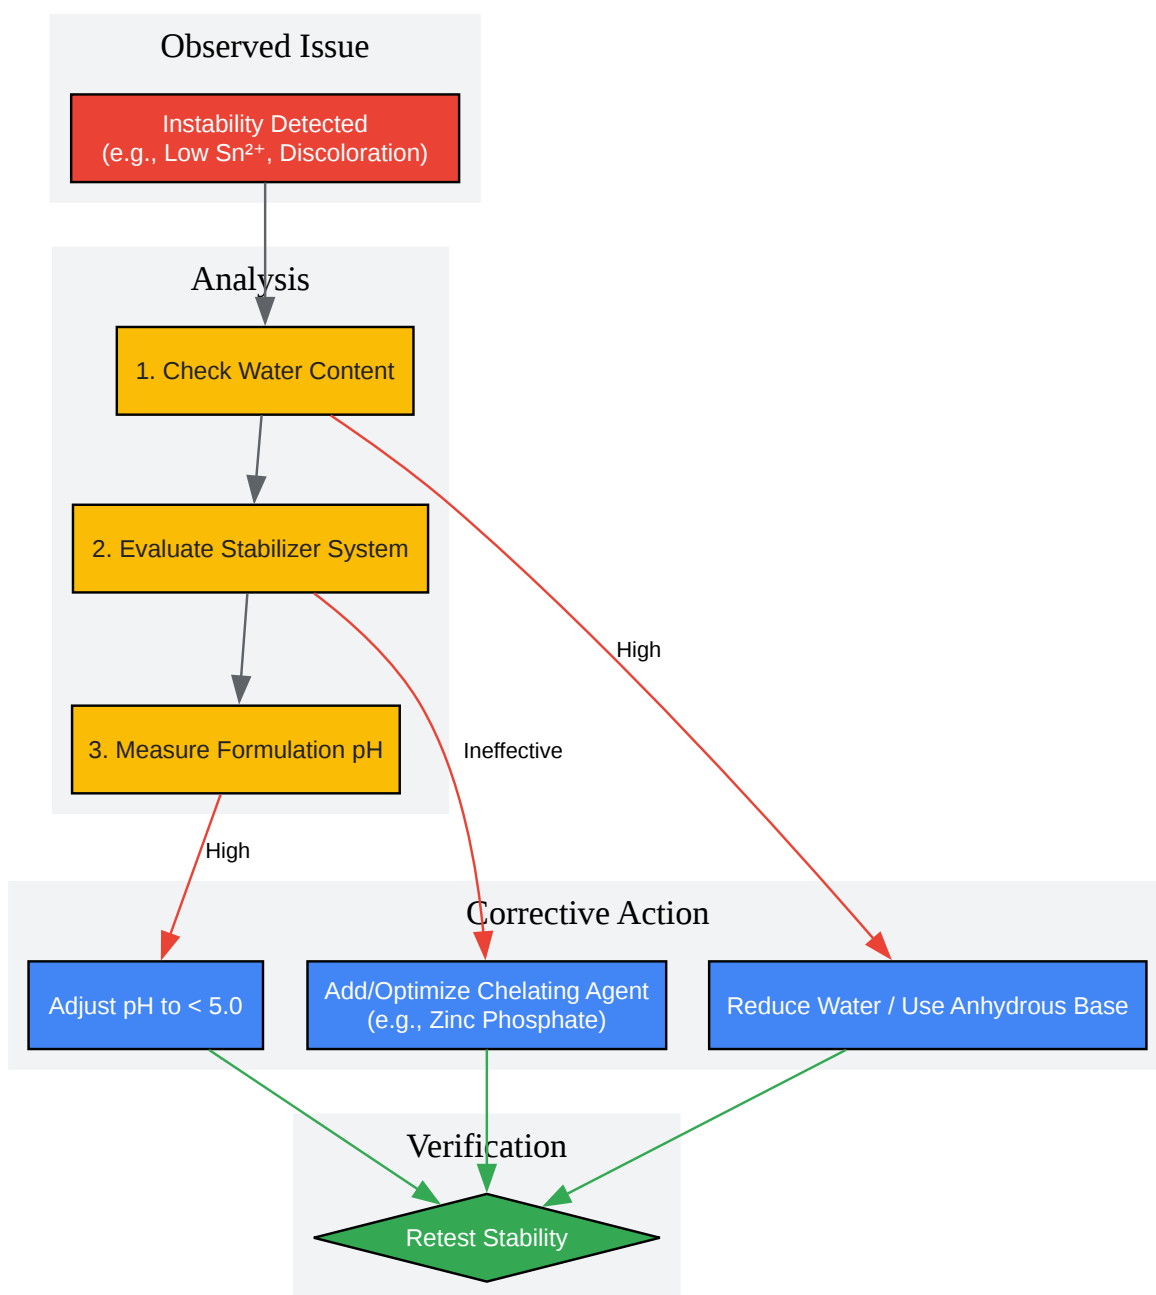 Observed Issue
Instability Detected
(e.g., Low Sn²⁺, Discoloration)
Analysis
1. Check Water Content
2. Evaluate Stabilizer System
High
3. Measure Formulation pH
Ineffective
High
Corrective Action
Adjust pH to < 5.0
Add/Optimize Chelating Agent
(e.g., Zinc Phosphate)
Reduce Water / Use Anhydrous Base
Verification
Retest Stability